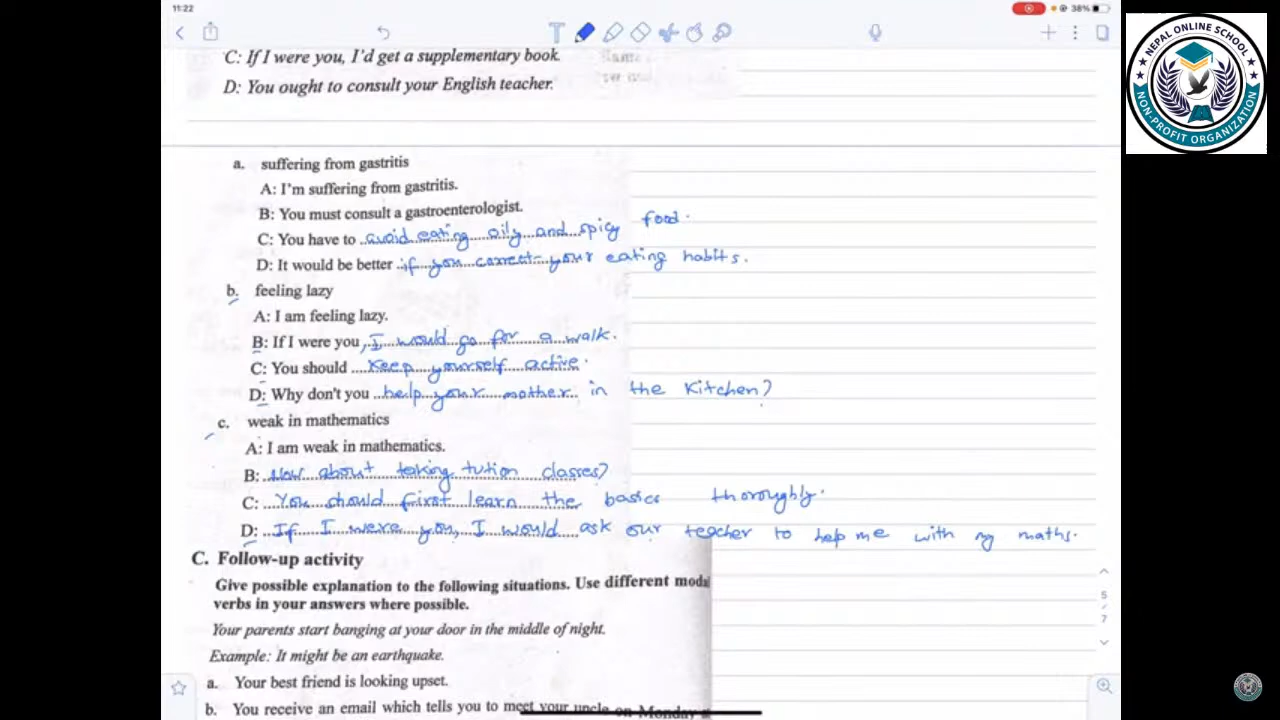 11:22
38%
C: If I were you, I'd get a supplementary book.
D: You ought to consult your English teacher.
a. suffering from gastritis
A: I'm suffering from gastritis.
B: You must consult a gastroenterologist.
C: You have to avoid eating oily and spicy food.
D: It would be better if you correct your eating habits.
b. feeling lazy
A: I am feeling lazy.
B: If I were you, I would go for a walk.
C: You should keep yourself active.
D: Why don't you help your mother in the kitchen?
c. weak in mathematics
A: I am weak in mathematics.
B: How about taking tution classes?
C: You should first learn the basics thoroughly.
D: If I were you, I would ask our teacher to help me with my maths.
C. Follow-up activity
Give possible explanation to the following situations. Use different moda
verbs in your answers where possible.
Your parents start banging at your door in the middle of night.
Example: It might be an earthquake.
a. Your best friend is looking upset.
b. You receive an email which tells you to meet your uncle on Monday
5
/
7
NEPAL ONLINE SCHOOL
NON-PROFIT ORGANIZATION